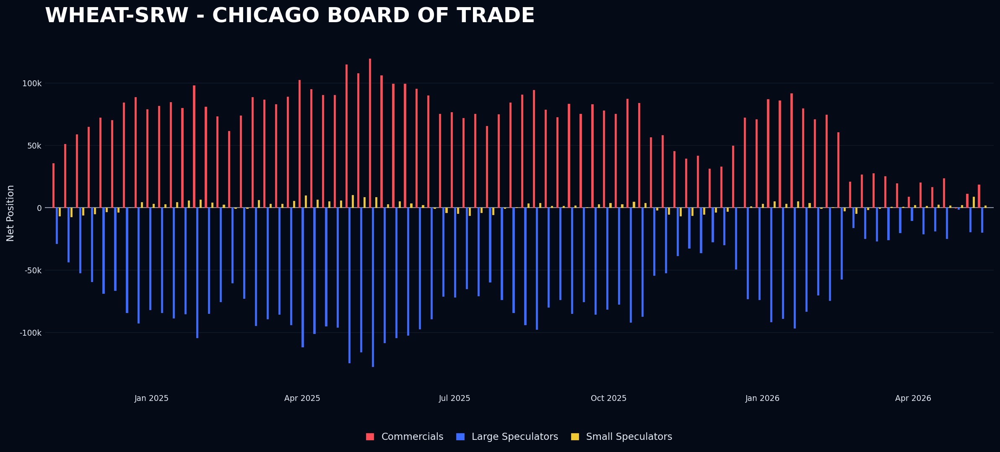 WHEAT-SRW - CHICAGO BOARD OF TRADE
Net Position
100k
50k
0
-50k
-100k
Jan 2025 Apr 2025 Jul 2025 Oct 2025 Jan 2026 Apr 2026
Commercials Large Speculators Small Speculators